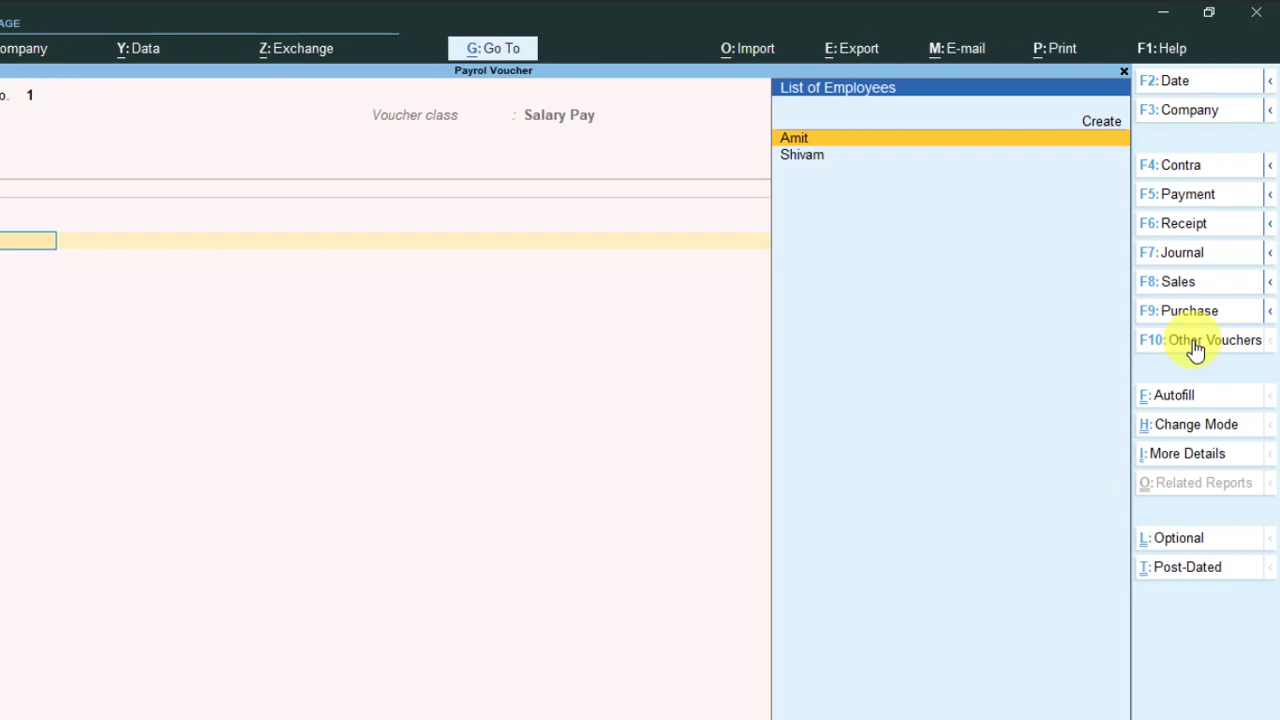 AGE
ompany Y: Data Z: Exchange G: Go To O: Import E: Export M: E-mail P: Print F1: Help
Payrol Voucher
o. 1
Voucher class : Salary Pay
List of Employees
Create
Amit
Shivam
F2: Date
F3: Company
F4: Contra
F5: Payment
F6: Receipt
F7: Journal
F8: Sales
F9: Purchase
F10: Other Vouchers
F: Autofill
H: Change Mode
I: More Details
O: Related Reports
L: Optional
T: Post-Dated